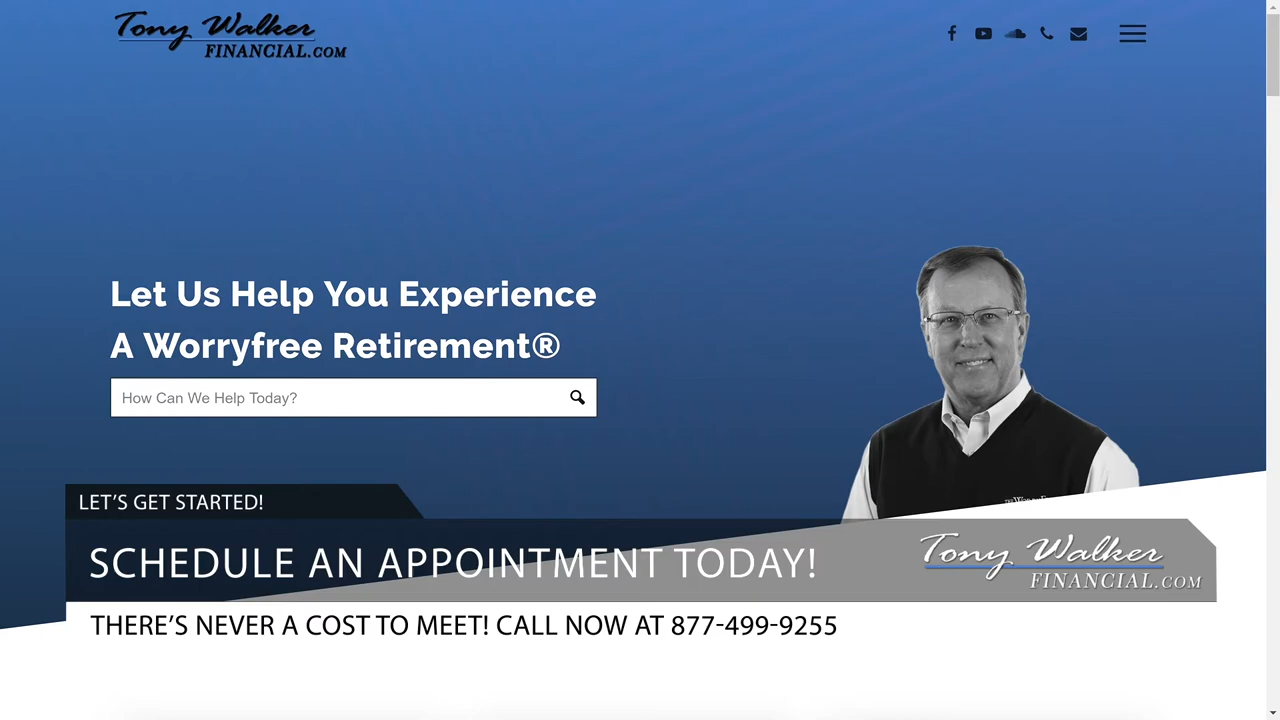 Tony Walker
FINANCIAL.COM
Let Us Help You Experience
A Worryfree Retirement®
How Can We Help Today?
LET'S GET STARTED!
SCHEDULE AN APPOINTMENT TODAY!
Tony Walker
FINANCIAL.COM
THERE'S NEVER A COST TO MEET! CALL NOW AT 877-499-9255